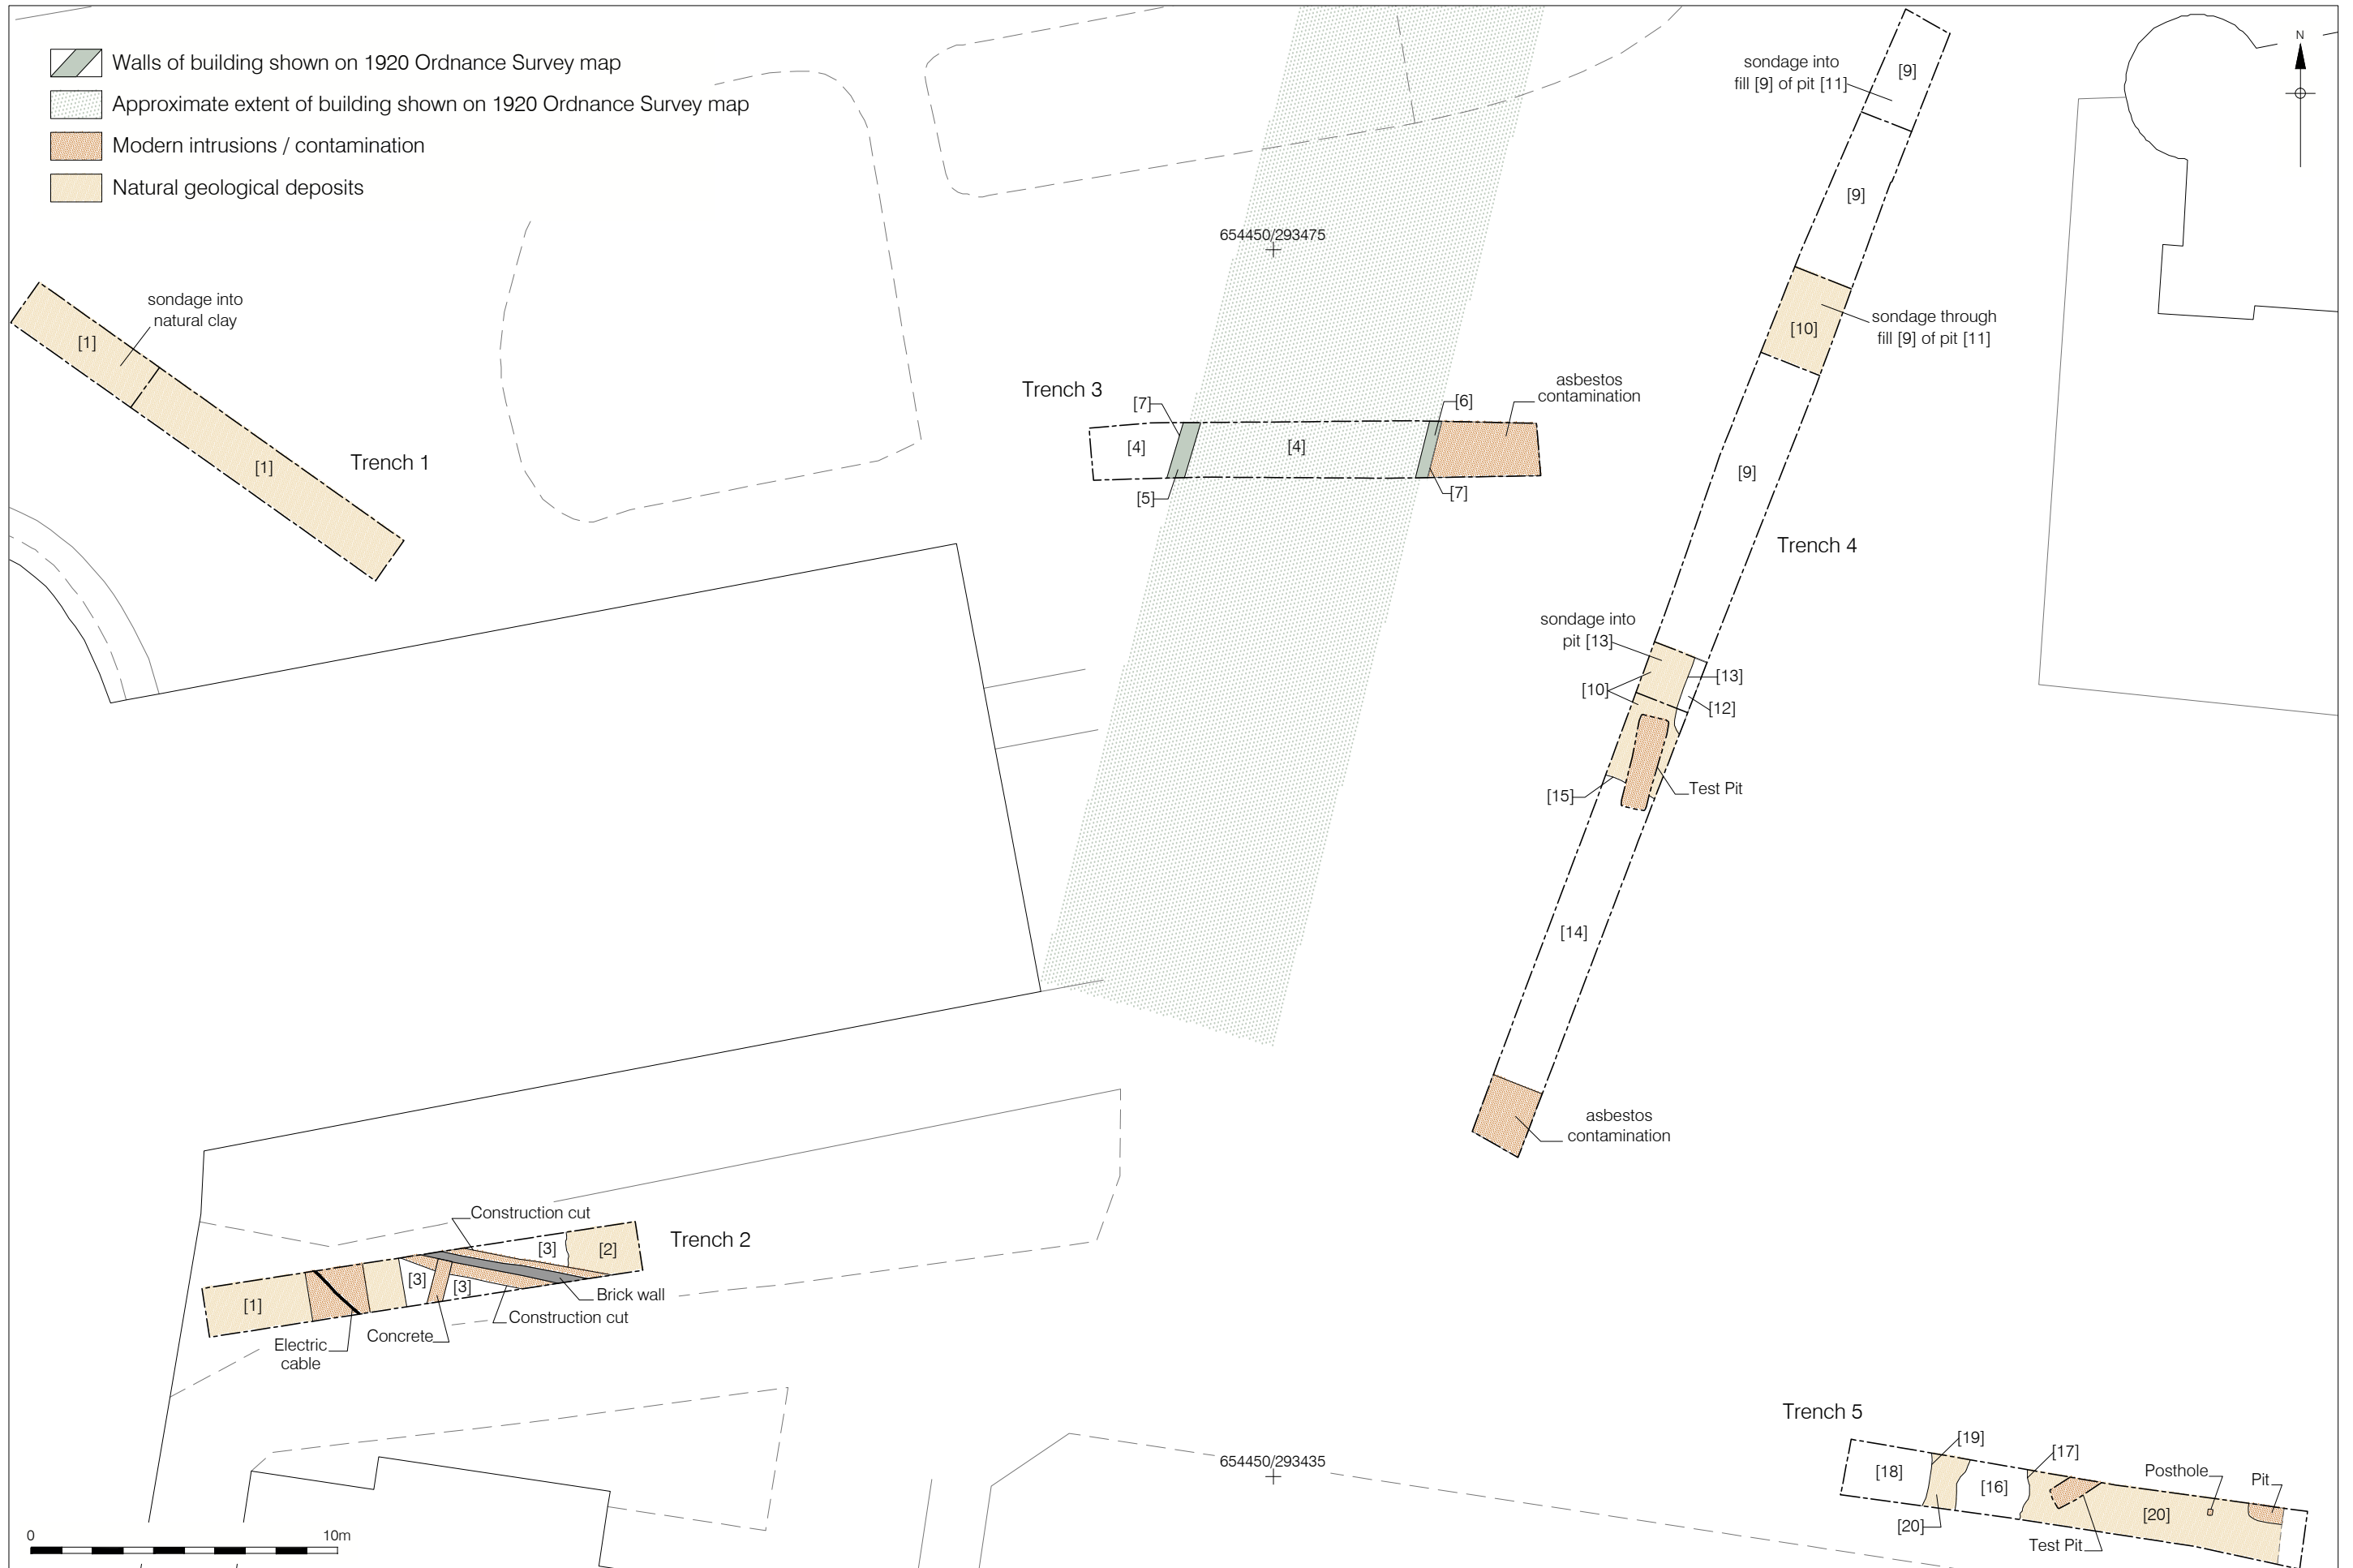 Walls of building shown on 1920 Ordnance Survey map
Approximate extent of building shown on 1920 Ordnance Survey map
Modern intrusions / contamination
Natural geological deposits
N
sondage into
fill [9] of pit [11]
[9]
[9]
654450/293475
sondage into
natural clay
[1]
[1]
Trench 1
[10]
sondage through
fill [9] of pit [11]
Trench 3
[7]
[6]
asbestos
contamination
[4]
[4]
[5]
[7]
[9]
Trench 4
sondage into
pit [13]
[13]
[10]
[12]
[15]
Test Pit
[14]
asbestos
contamination
Construction cut
[3]
[2]
Trench 2
[1]
[3]
[3]
Brick wall
Construction cut
Concrete
Electric
cable
654450/293435
Trench 5
[19]
[17]
[18]
[16]
Posthole
Pit
[20]
[20]
Test Pit
0
10m